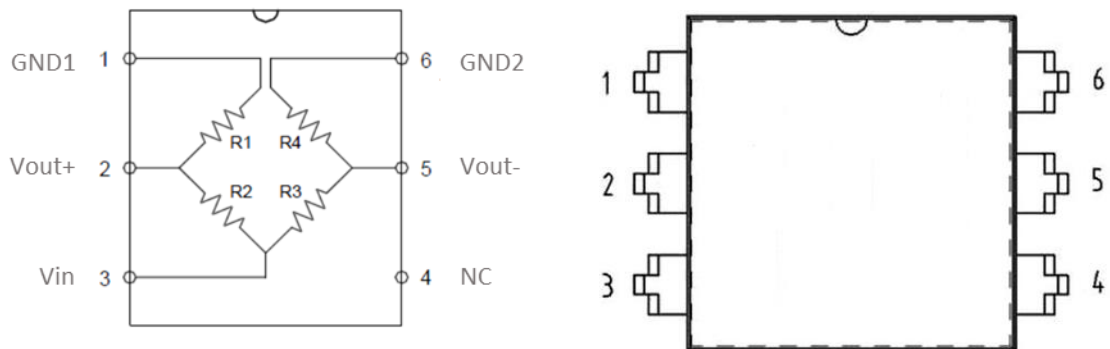 GND1 1 6 GND2
R1 R4
Vout+ 2 5 Vout-
R2 R3
Vin 3 4 NC
1 6
2 5
3 4